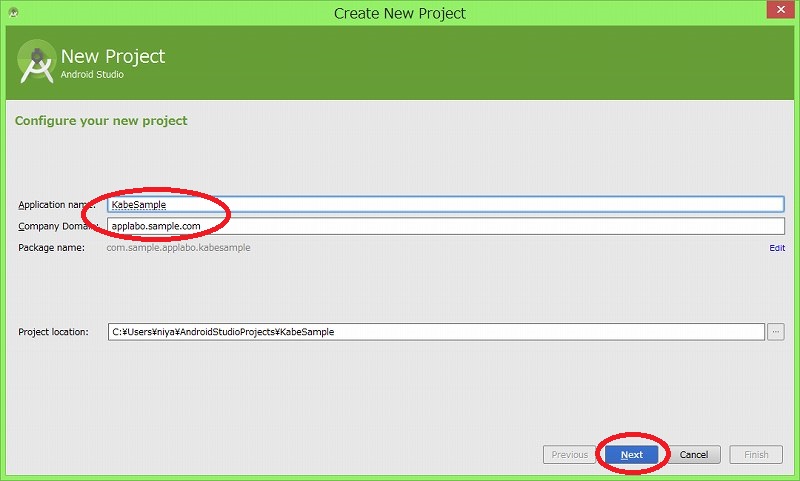 Create New Project
New Project
Android Studio
Configure your new project
Application name: KabeSample
Company Domain: applabo.sample.com
Package name: com.sample.applabo.kabesample Edit
Project location: C:¥Users¥niya¥AndroidStudioProjects¥KabeSample ...
Previous Next Cancel Finish